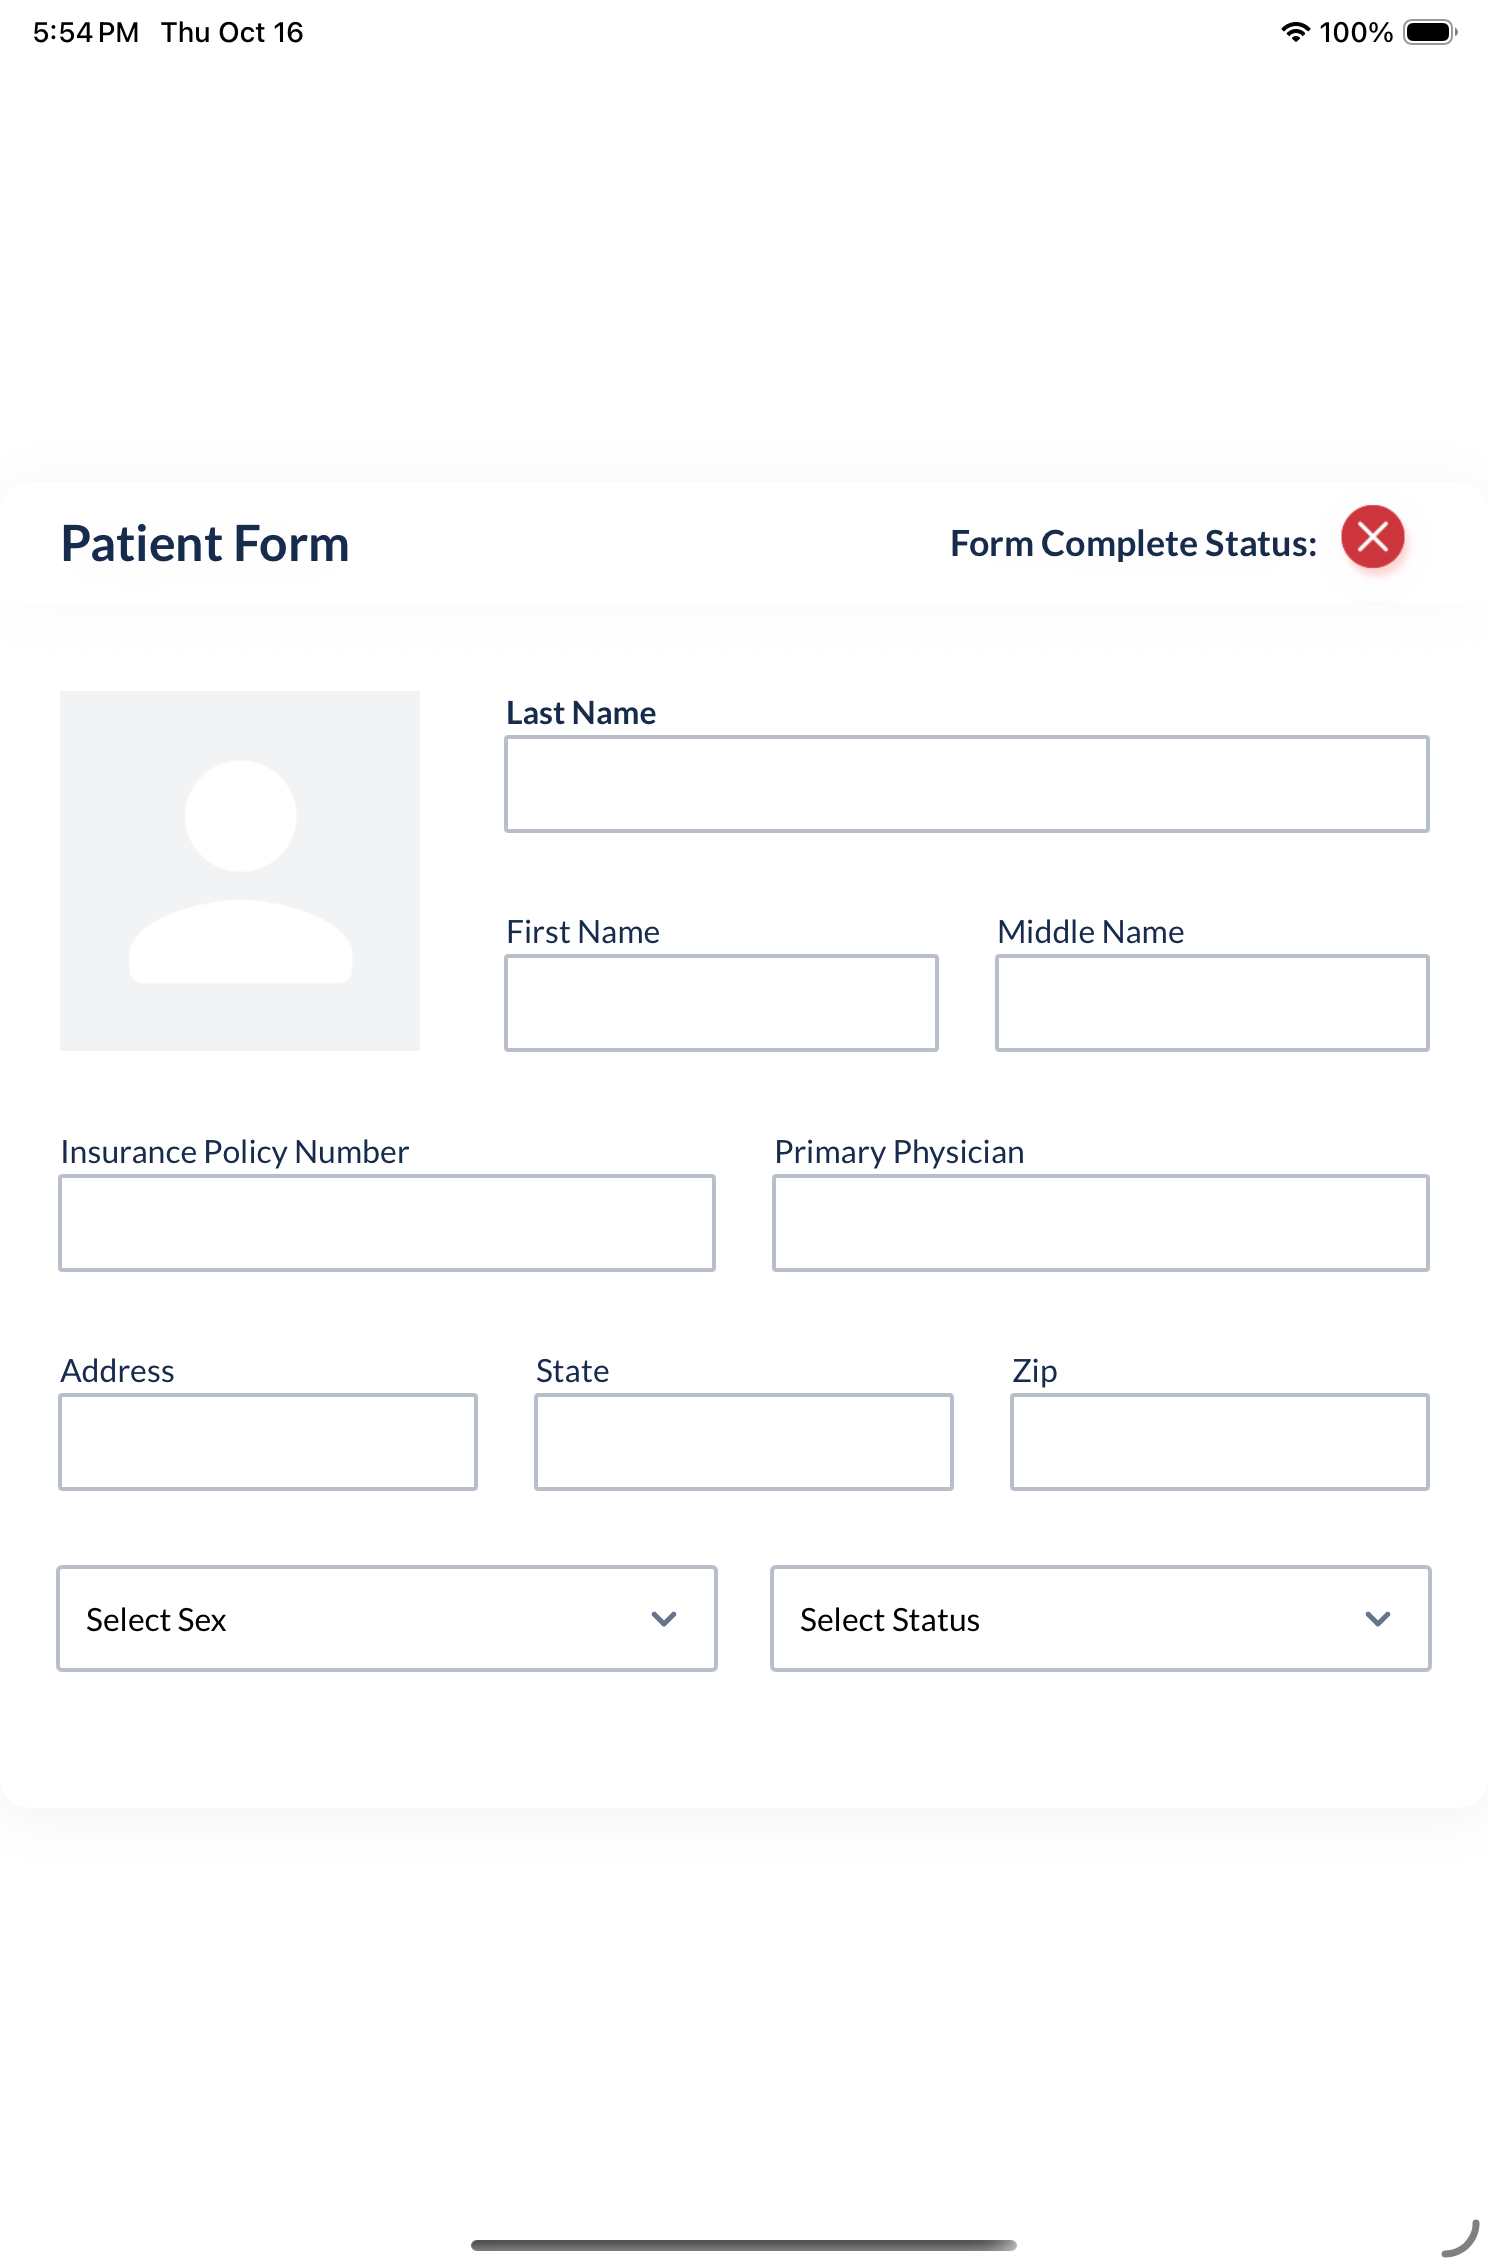 5:54 PM Thu Oct 16
100%
Patient Form
Form Complete Status:
Last Name
First Name
Middle Name
Insurance Policy Number
Primary Physician
Address
State
Zip
Select Sex
Select Status